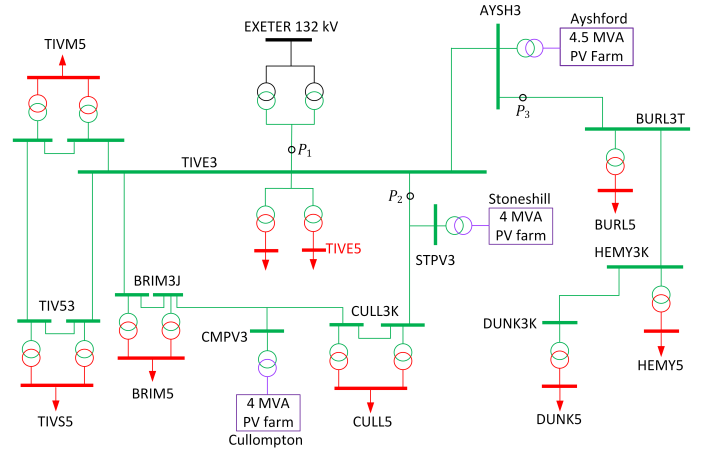 AYSH3
Ayshford
4.5 MVA
PV Farm
EXETER 132 kV
TIVM5
P1
P3
BURL3T
TIVE3
P2
Stoneshill
4 MVA
PV farm
BURL5
TIVE5
STPV3
HEMY3K
BRIM3J
TIV53
CULL3K
CMPV3
DUNK3K
HEMY5
BRIM5
4 MVA
PV farm
Cullompton
TIVS5
CULL5
DUNK5